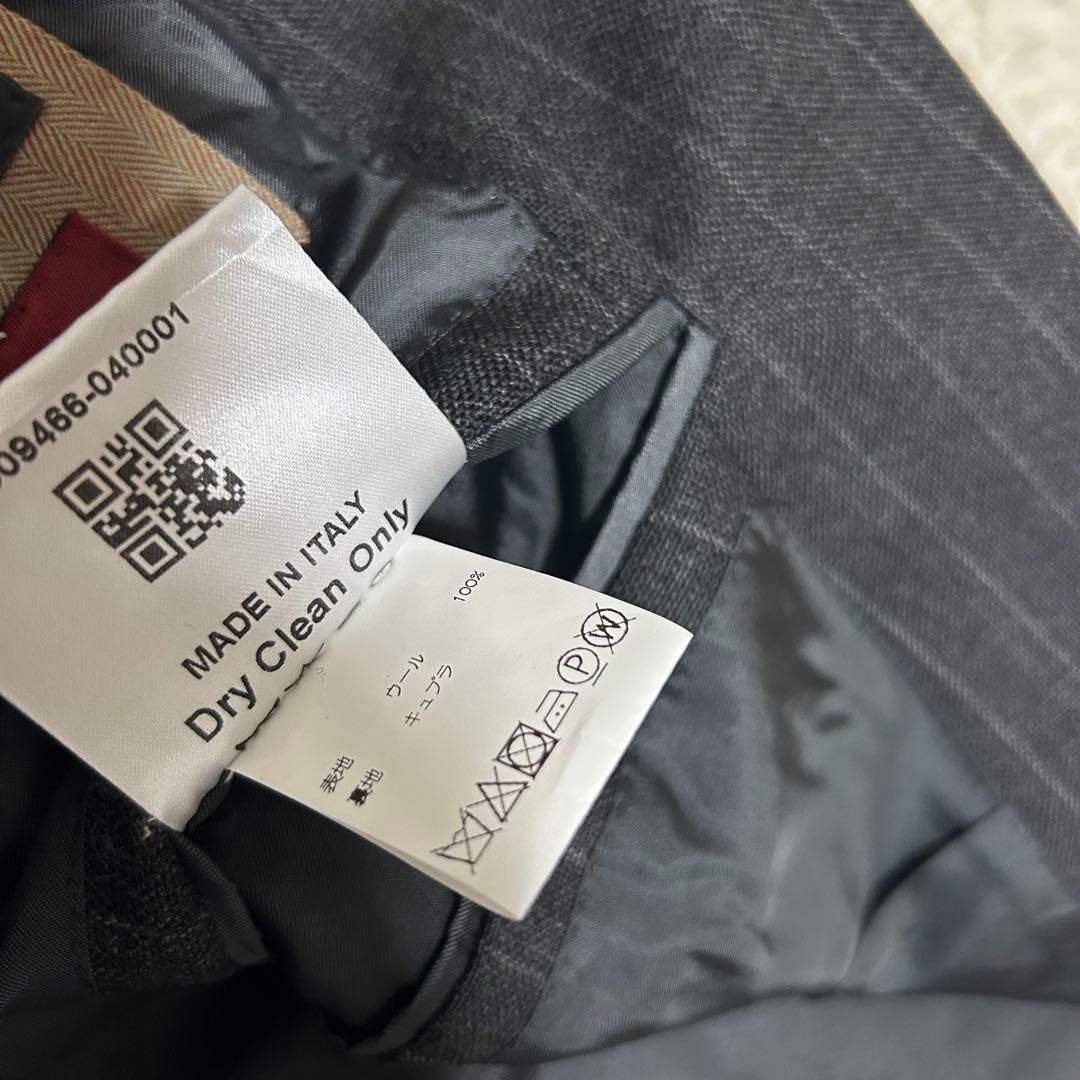 09466-040001
MADE IN ITALY
Dry Clean Only
表地 ウール 100%
裏地 キュプラ
P
W